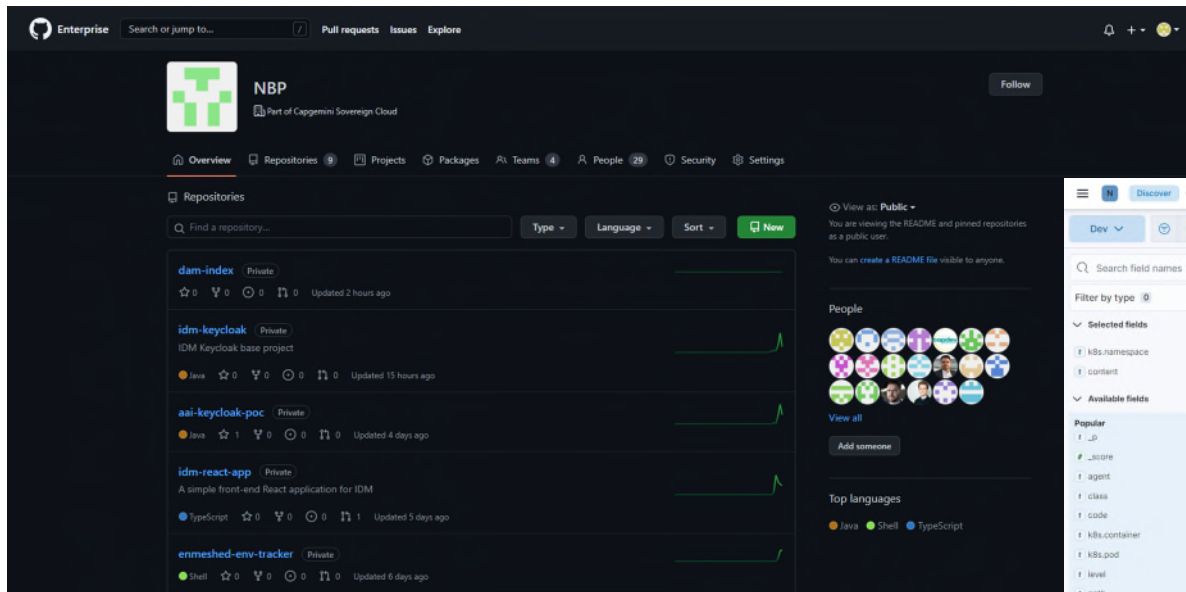 Enterprise Search or jump to... / Pull requests Issues Explore
NBP
Part of Capgemini Sovereign Cloud
Follow
Overview Repositories 9 Projects Packages Teams 4 People 29 Security Settings
Repositories
Find a repository...
Type Language Sort New
dam-index Private
0 0 0 0 Updated 2 hours ago
idm-keycloak Private
IDM Keycloak base project
Java 0 0 0 0 Updated 15 hours ago
aai-keycloak-poc Private
Java 1 0 0 0 Updated 4 days ago
idm-react-app Private
A simple front-end React application for IDM
TypeScript 0 0 0 1 Updated 5 days ago
enmeshed-env-tracker Private
Shell 0 0 0 0 Updated 6 days ago
View as: Public
You are viewing the README and pinned repositories
as a public user.
You can create a README file visible to anyone.
People
View all
Add someone
Top languages
Java Shell TypeScript
N Discover
Dev
Search field names
Filter by type 0
Selected fields
t k8s.namespace
t content
Available fields
Popular
t _p
# _score
t agent
t class
t code
t k8s.container
t k8s.pod
t level